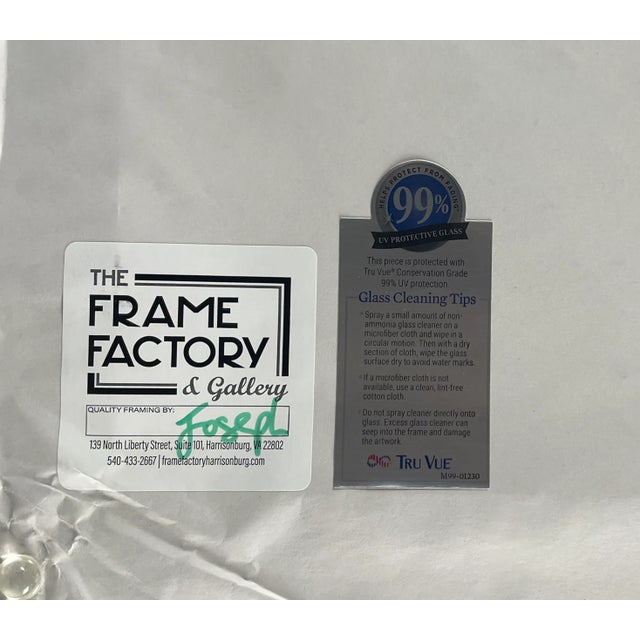 THE
FRAME
FACTORY
& Gallery
QUALITY FRAMING BY:
Joseph
139 North Liberty Street, Suite 101, Harrisonburg, VA 22802
540-433-2667 | framefactoryharrisonburg.com
HELPS PROTECT FROM FADING
99%
UV PROTECTIVE GLASS
This piece is protected with
Tru Vue® Conservation Grade
99% UV protection.
Glass Cleaning Tips
Spray a small amount of non-
ammonia glass cleaner on a
microfiber cloth and wipe in a
circular motion. Then with a dry
section of cloth, wipe the glass
surface dry to avoid water marks.
If a microfiber cloth is not
available, use a clean, lint-free
cotton cloth.
Do not spray cleaner directly onto
glass. Excess glass cleaner can
seep into the frame and damage
the artwork.
TRU VUE®
M99-01230